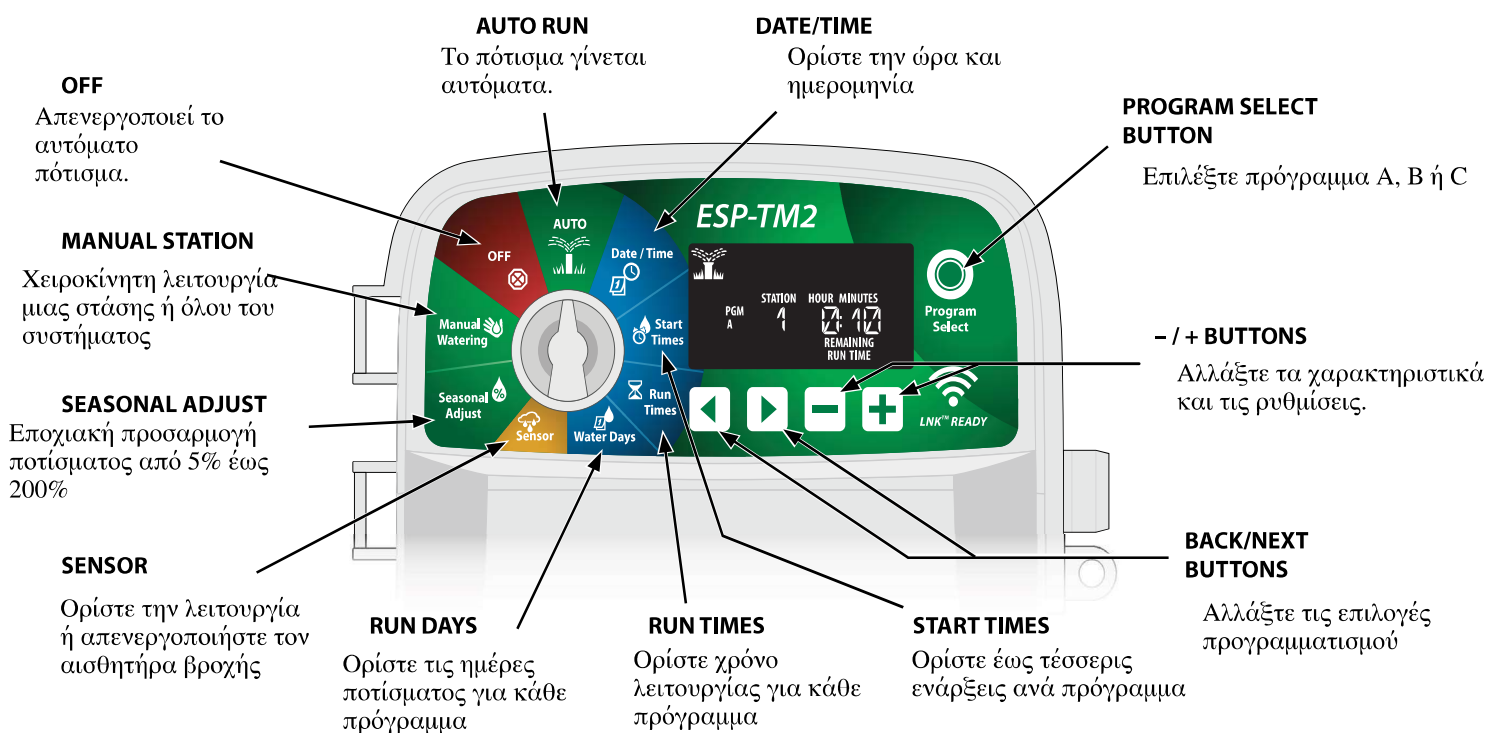 AUTO RUN
Το πότισμα γίνεται
αυτόματα.
DATE/TIME
Ορίστε την ώρα και
ημερομηνία
OFF
Απενεργοποιεί το
αυτόματο
πότισμα.
PROGRAM SELECT
BUTTON
Επιλέξτε πρόγραμμα A, B ή C
MANUAL STATION
Χειροκίνητη λειτουργία
μιας στάσης ή όλου του
συστήματος
SEASONAL ADJUST
Εποχιακή προσαρμογή
ποτίσματος από 5% έως
200%
OFF
AUTO
Date / Time
1
Manual
Watering
Start
Times
Seasonal
Adjust
%
Sensor
Water Days
1
Run
Times
ESP-TM2
PGM
A
STATION
1
HOUR MINUTES
0:10
REMAINING
RUN TIME
Program
Select
LNK™ READY
– / + BUTTONS
Αλλάξτε τα χαρακτηριστικά
και τις ρυθμίσεις.
SENSOR
Ορίστε την λειτουργία
ή απενεργοποιήστε τον
αισθητήρα βροχής
RUN DAYS
Ορίστε τις ημέρες
ποτίσματος για κάθε
πρόγραμμα
RUN TIMES
Ορίστε χρόνο
λειτουργίας για κάθε
πρόγραμμα
START TIMES
Ορίστε έως τέσσερις
ενάρξεις ανά πρόγραμμα
BACK/NEXT
BUTTONS
Αλλάξτε τις επιλογές
προγραμματισμού